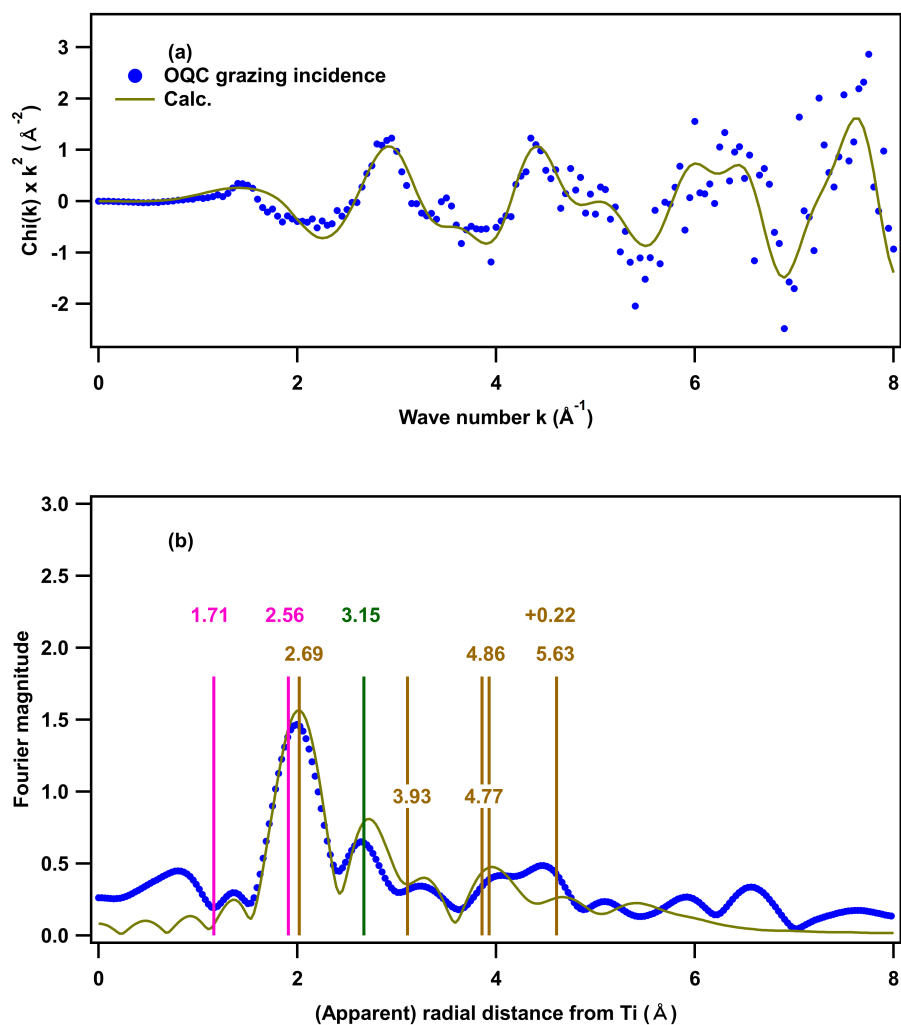 (a)
OQC grazing incidence
Calc.
Chi(k) x k² (Å⁻²)
3
2
1
0
-1
-2
0 2 4 6 8
Wave number k (Å⁻¹)
(b)
Fourier magnitude
3.0
2.5
2.0
1.5
1.0
0.5
0.0
1.71 2.56 3.15 +0.22
2.69 4.86 5.63
3.93 4.77
0 2 4 6 8
(Apparent) radial distance from Ti (Å)